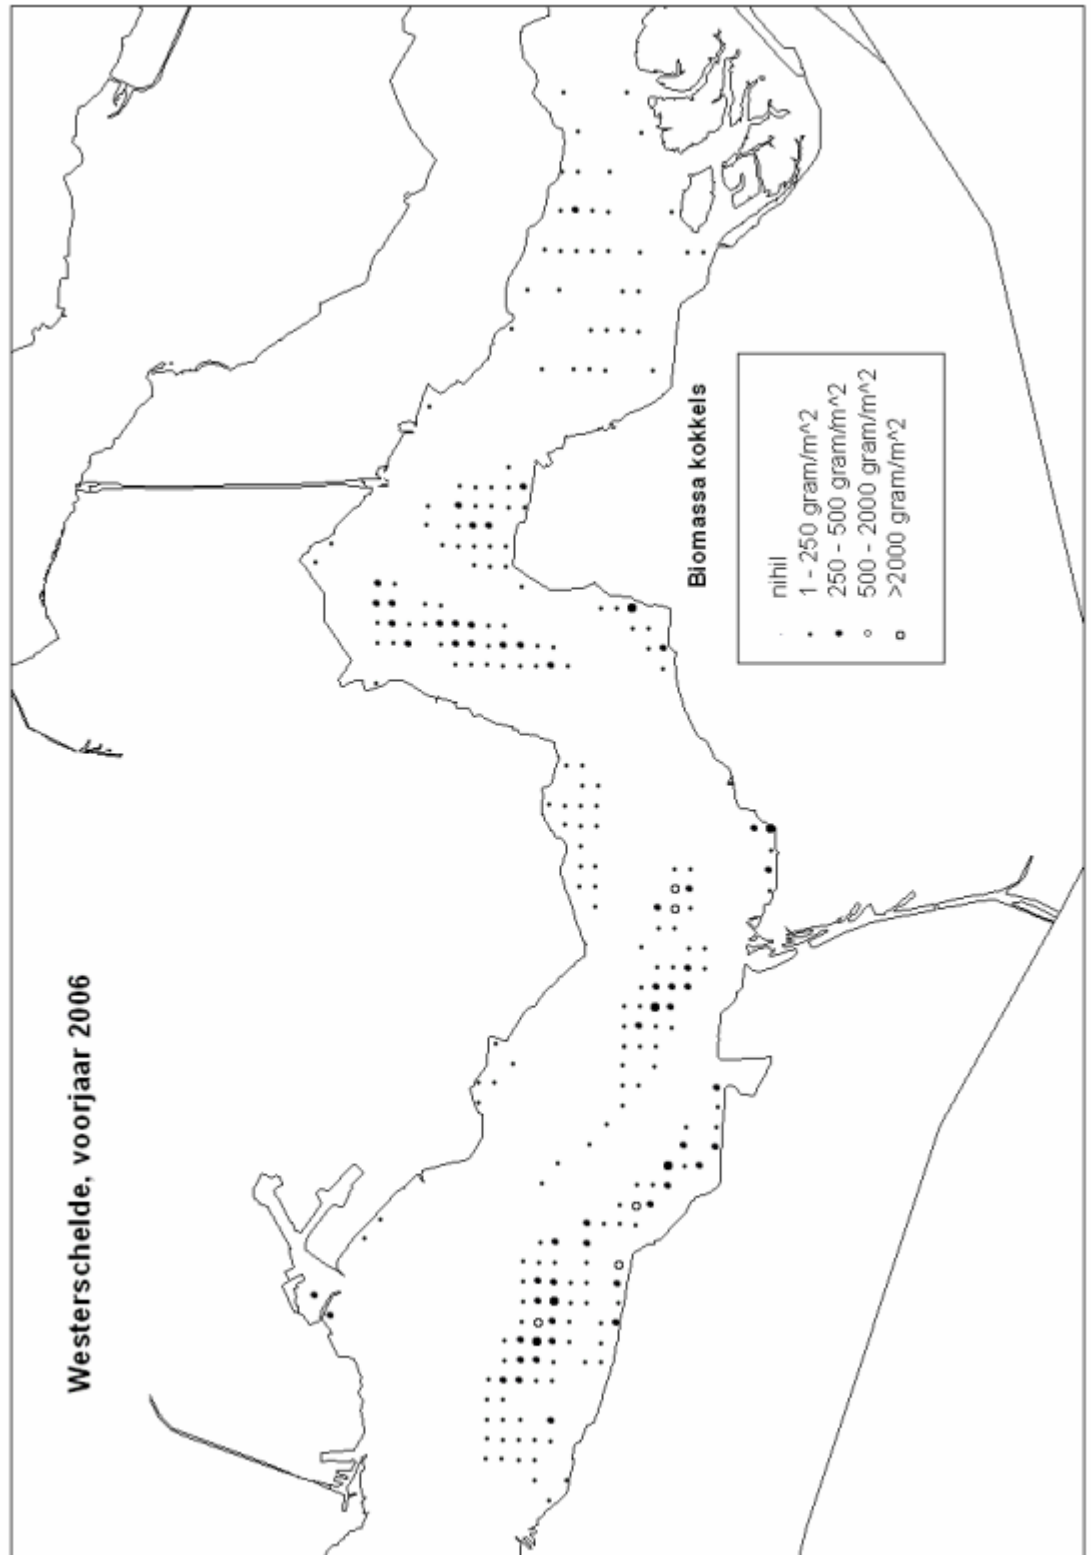 Westerschelde, voorjaar 2006
Biomassa kokkels
nihil
1 - 250 gram/m^2
250 - 500 gram/m^2
500 - 2000 gram/m^2
>2000 gram/m^2